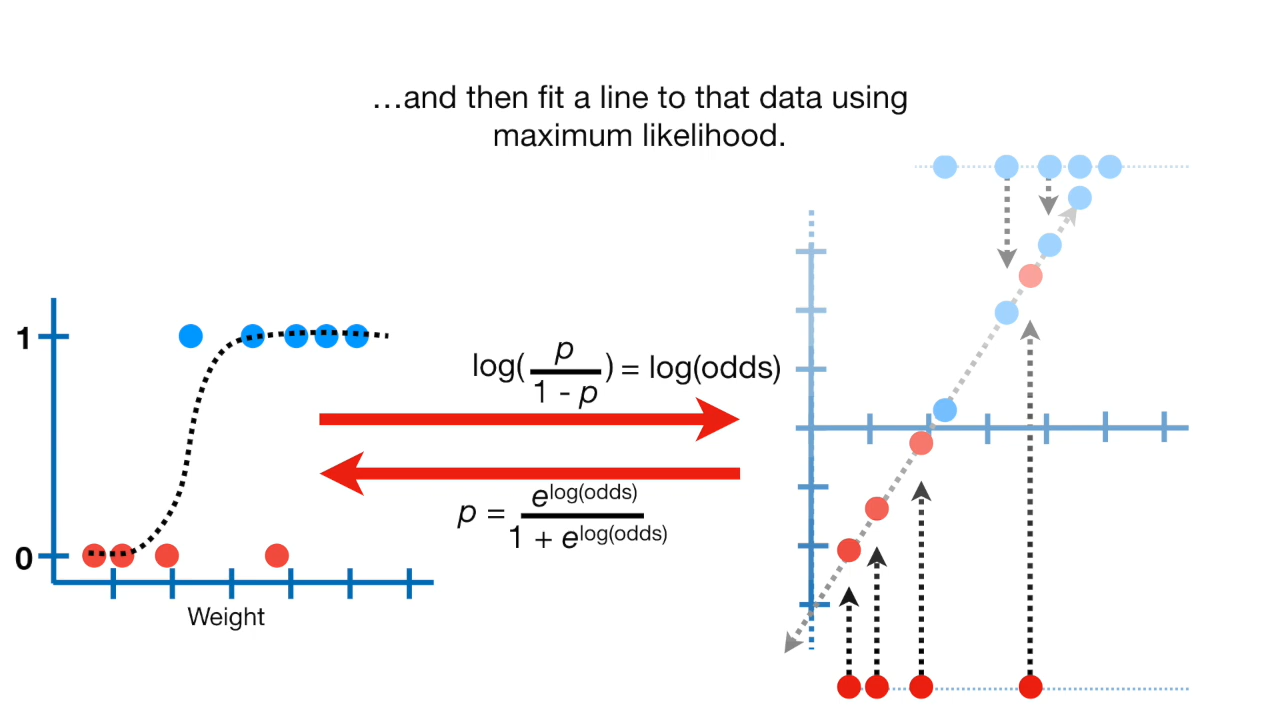 …and then fit a line to that data using
maximum likelihood.
1
0
Weight
log(p/1 - p) = log(odds)
p = e^log(odds)/1 + e^log(odds)